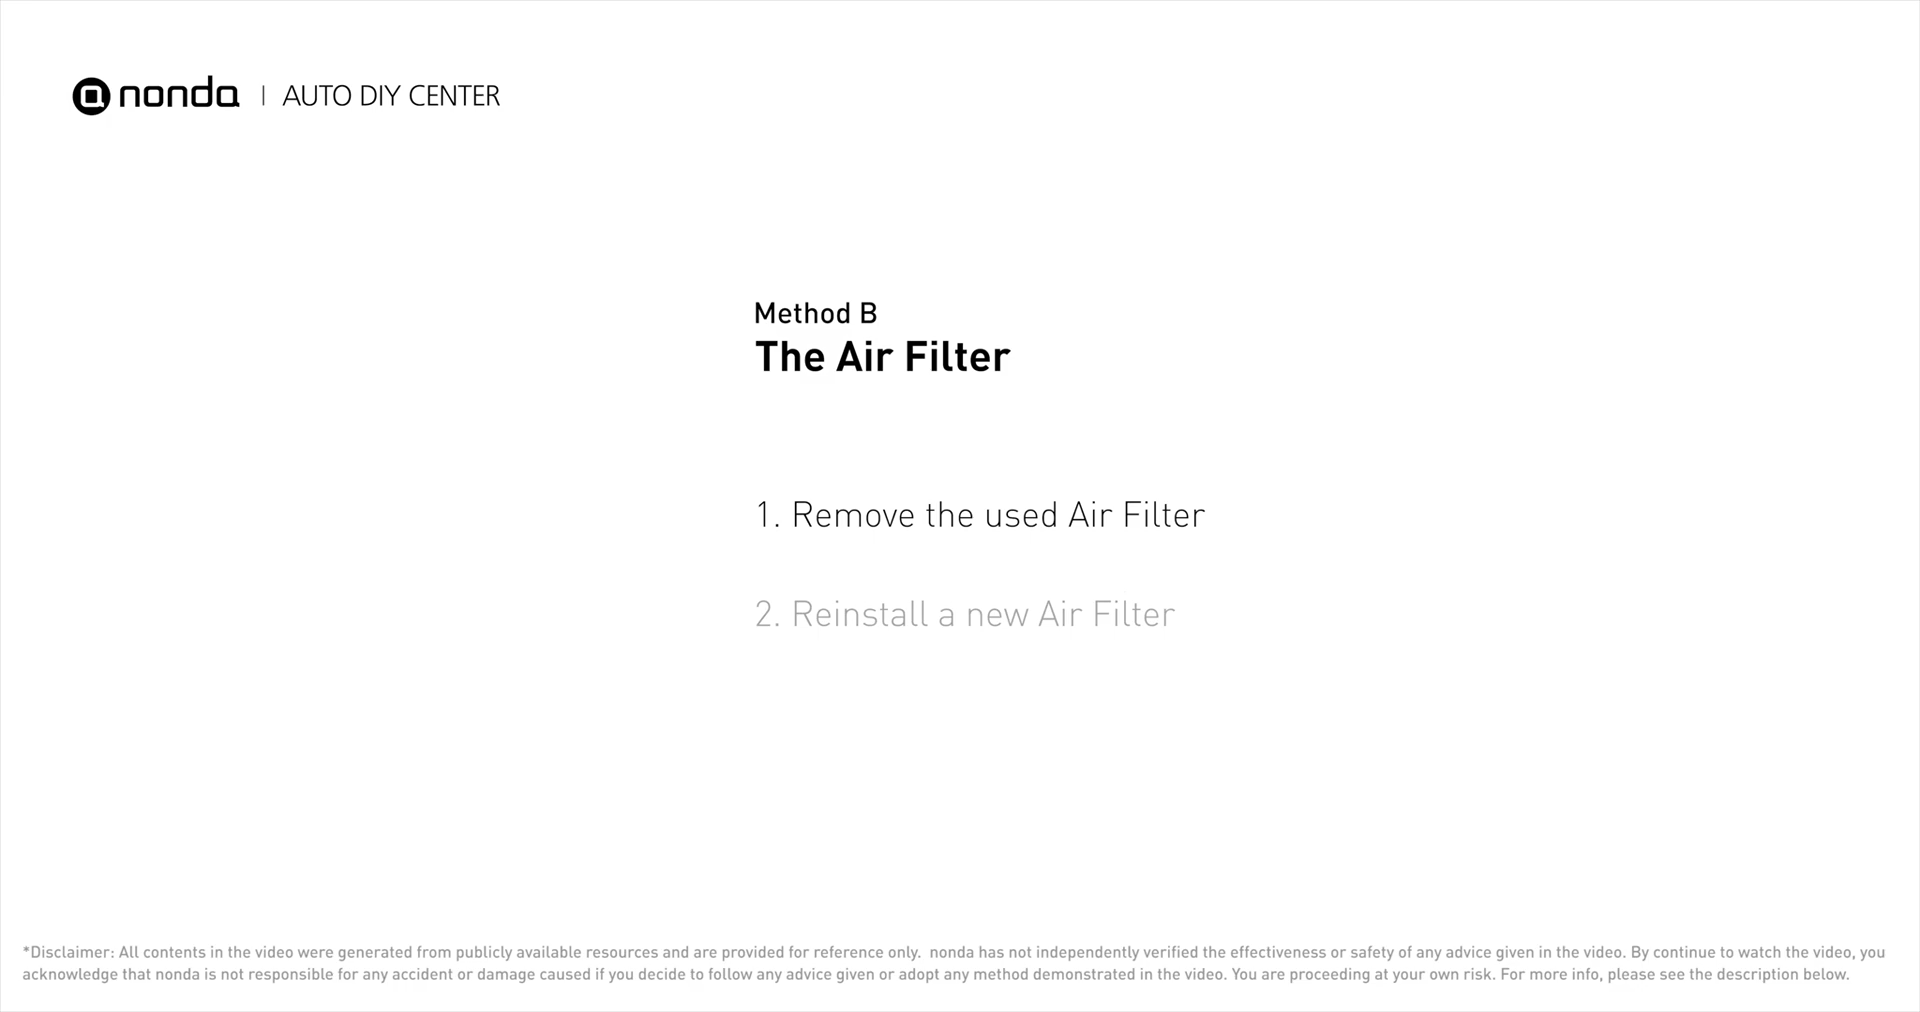 nonda | AUTO DIY CENTER
Method B
The Air Filter
1. Remove the used Air Filter
2. Reinstall a new Air Filter
*Disclaimer: All contents in the video were generated from publicly available resources and are provided for reference only. nonda has not independently verified the effectiveness or safety of any advice given in the video. By continue to watch the video, you
acknowledge that nonda is not responsible for any accident or damage caused if you decide to follow any advice given or adopt any method demonstrated in the video. You are proceeding at your own risk. For more info, please see the description below.